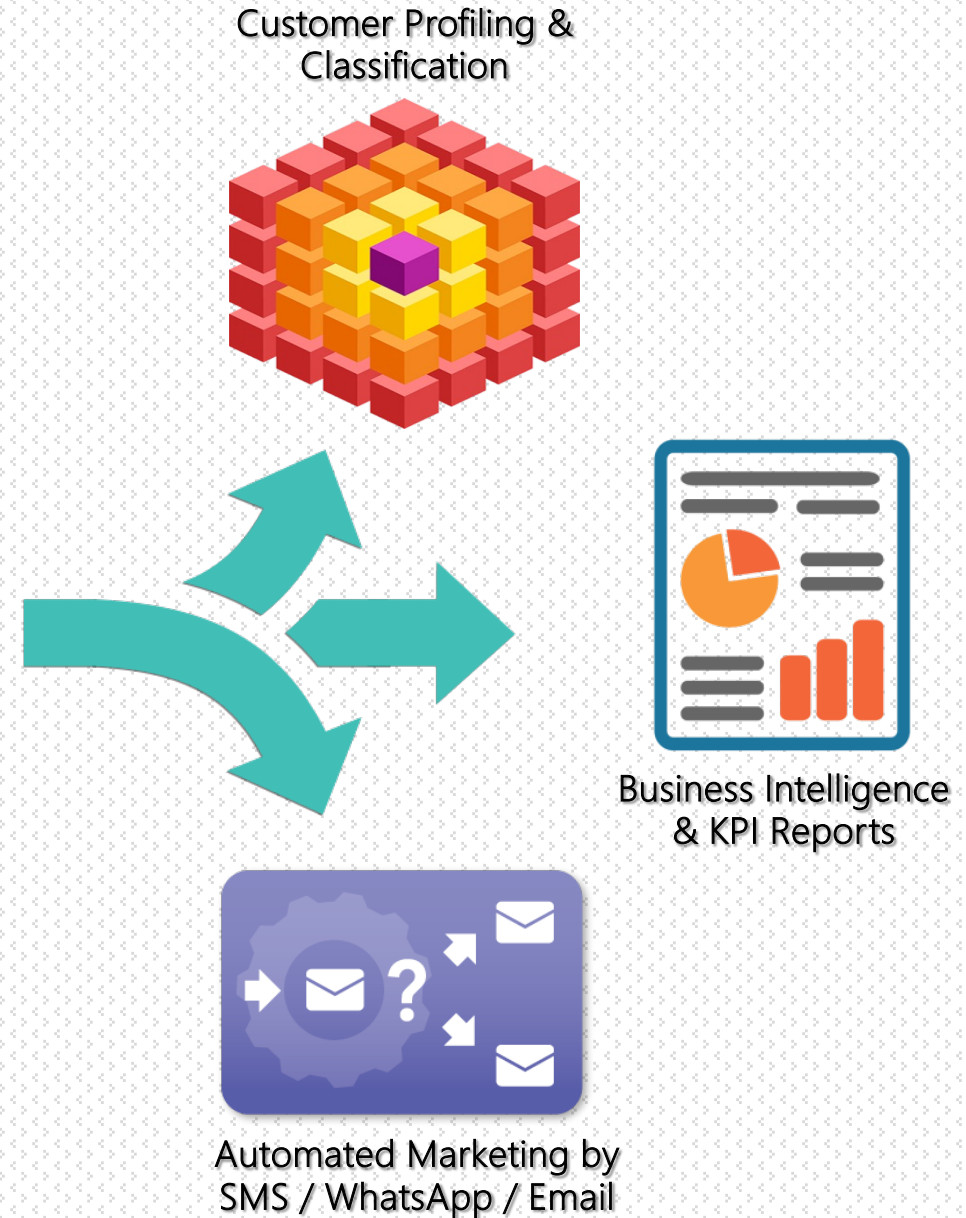 Customer Profiling &
Classification
Business Intelligence
& KPI Reports
?
Automated Marketing by
SMS / WhatsApp / Email